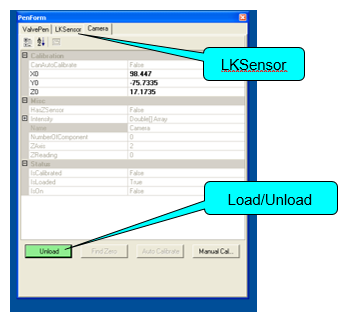 PenForm
ValvePen LKSensor Camera
Calibration
CanAutoCalibrate False
X0 98.447
Y0 -75.7335
Z0 17.1735
Misc
HasZSensor False
Intensity Double[] Array
Name Camera
NumberOfComponent 0
ZAxis 2
ZReading 0
Status
IsCalibrated False
IsLoaded True
IsOn False
Unload Find Zero Auto Calibrate Manual Cal...
LKSensor
Load/Unload